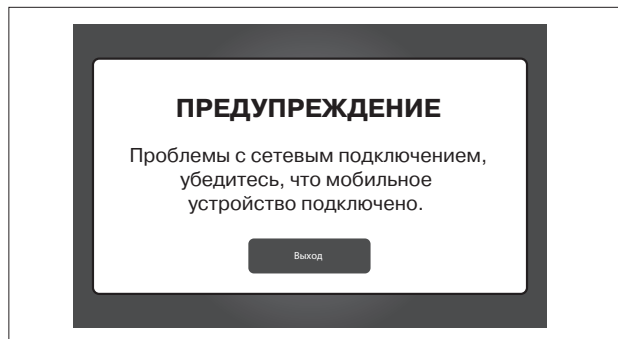 ПРЕДУПРЕЖДЕНИЕ
Проблемы с сетевым подключением,
убедитесь, что мобильное
устройство подключено.
Выход